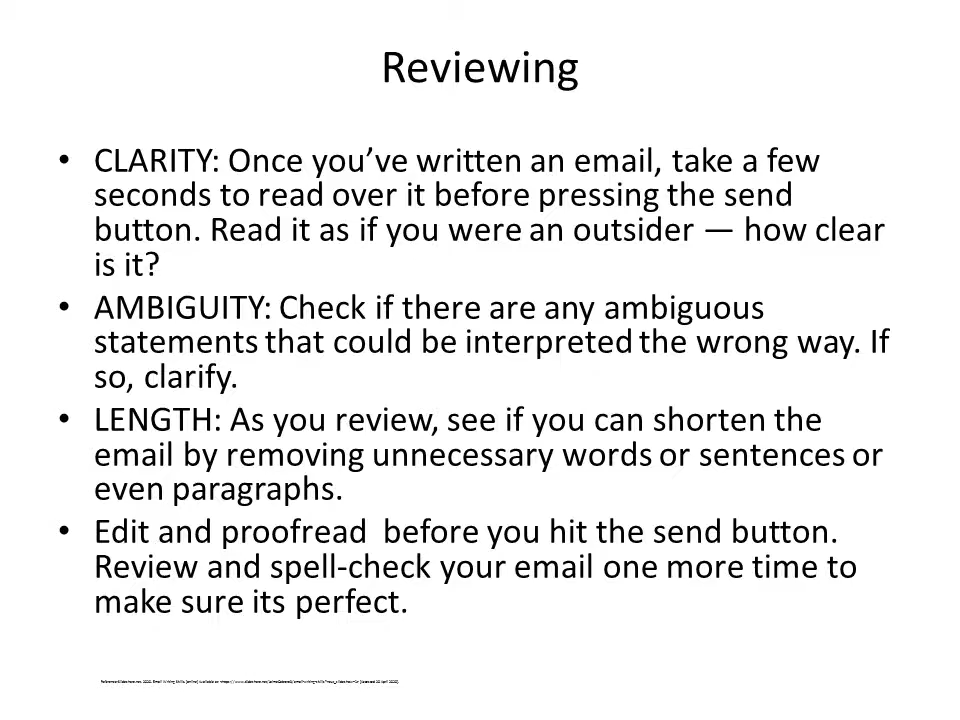 Reviewing
• CLARITY: Once you’ve written an email, take a few
seconds to read over it before pressing the send
button. Read it as if you were an outsider — how clear
is it?
• AMBIGUITY: Check if there are any ambiguous
statements that could be interpreted the wrong way. If
so, clarify.
• LENGTH: As you review, see if you can shorten the
email by removing unnecessary words or sentences or
even paragraphs.
• Edit and proofread  before you hit the send button.
Review and spell-check your email one more time to
make sure its perfect.